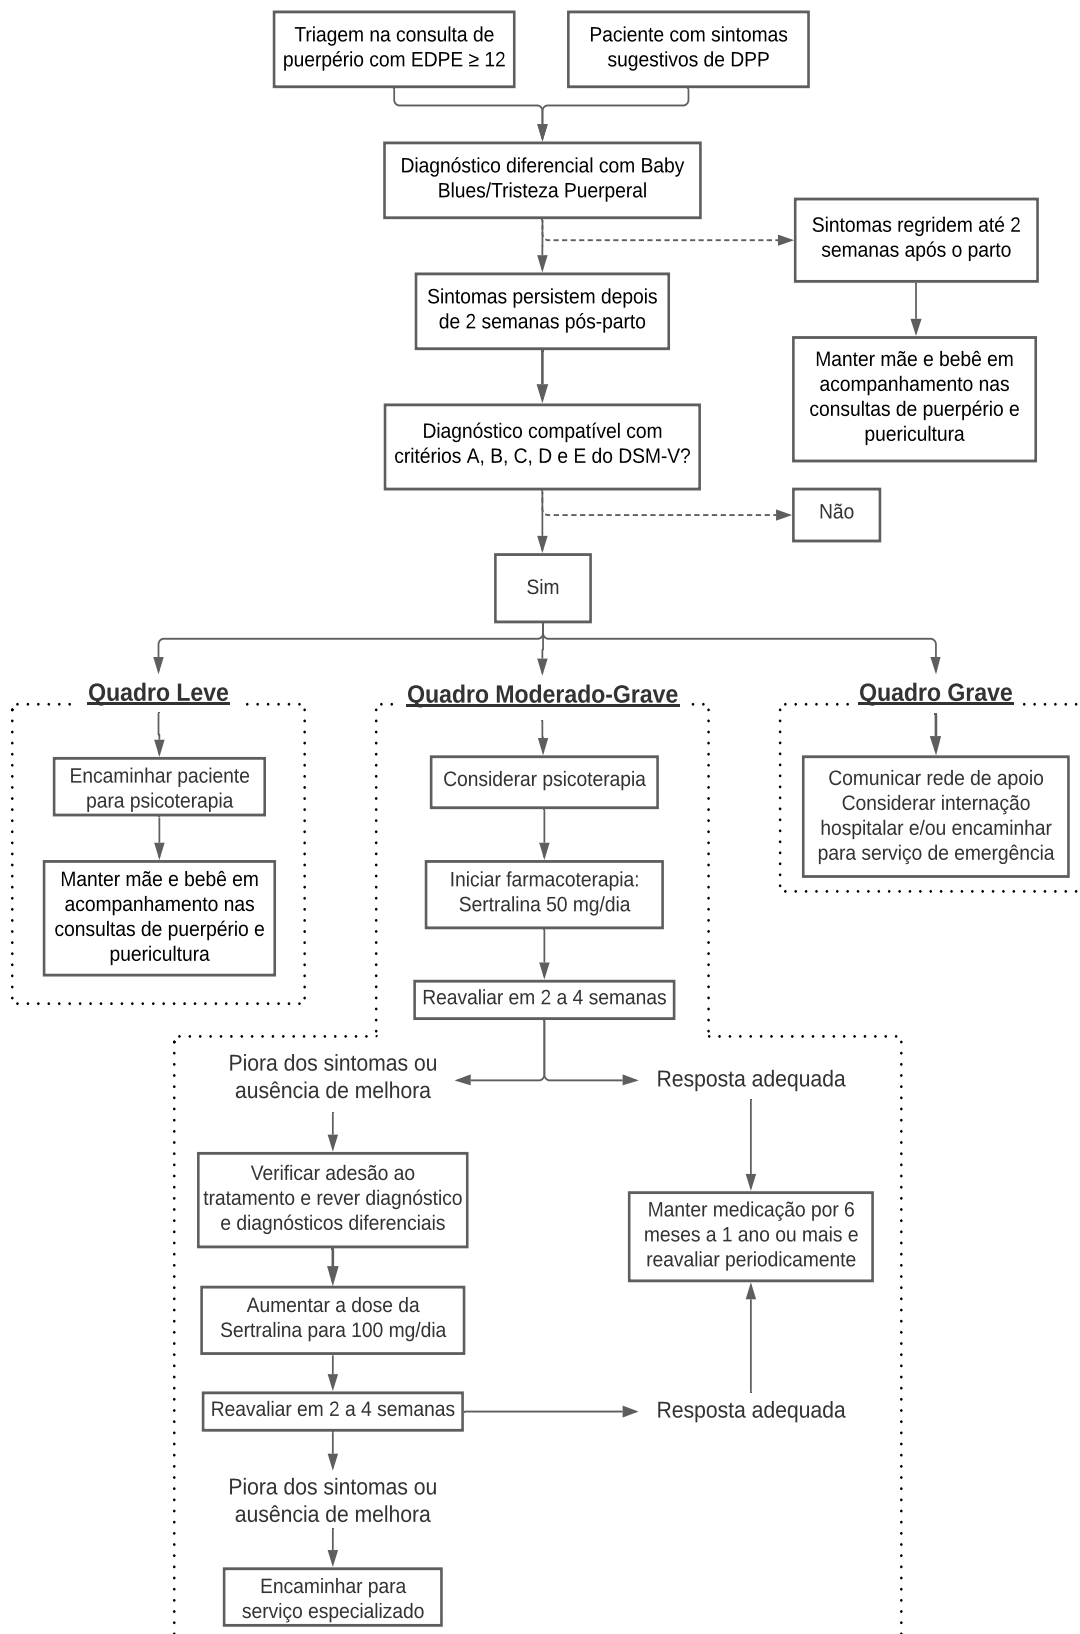 Triagem na consulta de
puerpério com EDPE ≥ 12
Paciente com sintomas
sugestivos de DPP
Diagnóstico diferencial com Baby
Blues/Tristeza Puerperal
Sintomas regridem até 2
semanas após o parto
Sintomas persistem depois
de 2 semanas pós-parto
Manter mãe e bebê em
acompanhamento nas
consultas de puerpério e
puericultura
Diagnóstico compatível com
critérios A, B, C, D e E do DSM-V?
Não
Sim
Quadro Leve
Encaminhar paciente
para psicoterapia
Manter mãe e bebê em
acompanhamento nas
consultas de puerpério e
puericultura
Quadro Moderado-Grave
Considerar psicoterapia
Iniciar farmacoterapia:
Sertralina 50 mg/dia
Reavaliar em 2 a 4 semanas
Quadro Grave
Comunicar rede de apoio
Considerar internação
hospitalar e/ou encaminhar
para serviço de emergência
Piora dos sintomas ou
ausência de melhora
Resposta adequada
Verificar adesão ao
tratamento e rever diagnóstico
e diagnósticos diferenciais
Manter medicação por 6
meses a 1 ano ou mais e
reavaliar periodicamente
Aumentar a dose da
Sertralina para 100 mg/dia
Reavaliar em 2 a 4 semanas
Resposta adequada
Piora dos sintomas ou
ausência de melhora
Encaminhar para
serviço especializado